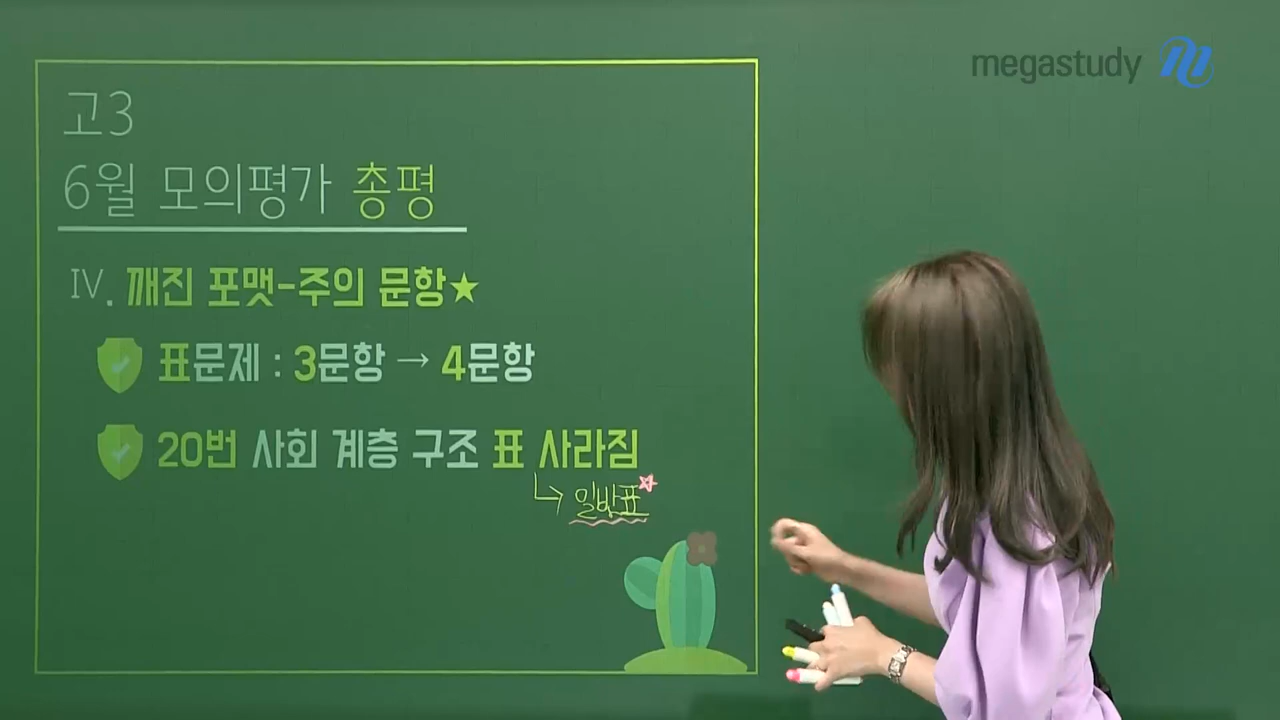 megastudy
고3
6월 모의평가 총평
Ⅳ. 깨진 포맷-주의 문항★
표문제 : 3문항 → 4문항
20번 사회 계층 구조 표 사라짐
↳ 일반표